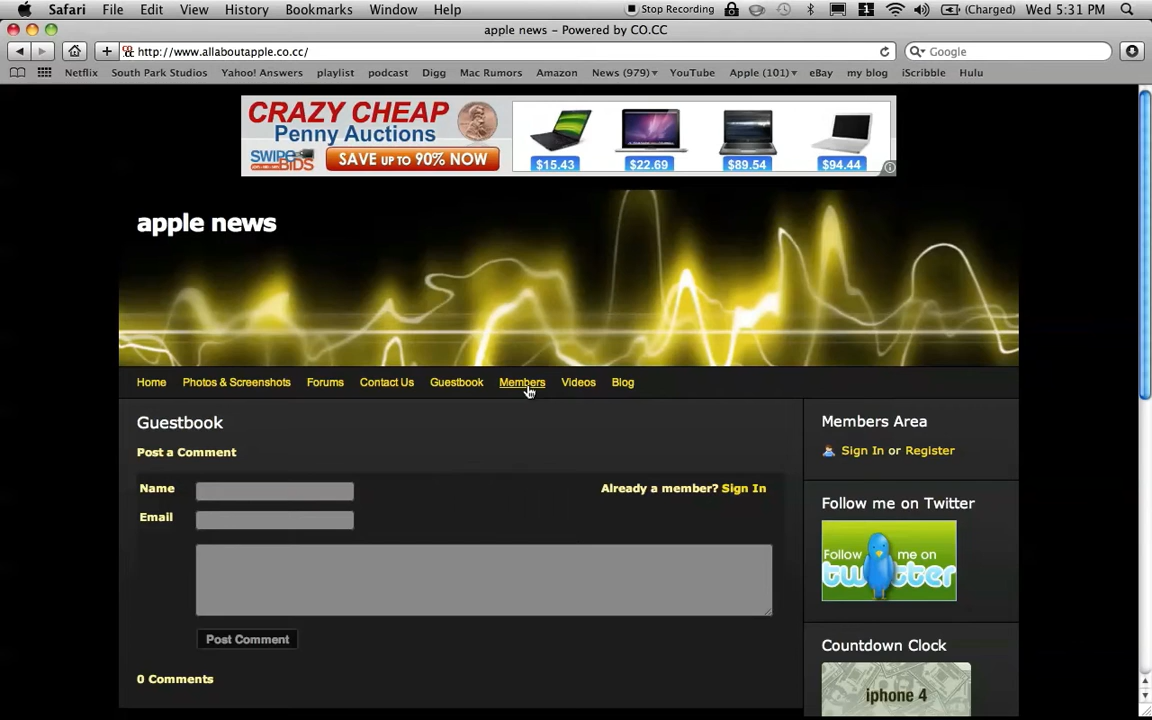 Safari File Edit View History Bookmarks Window Help Stop Recording 1 (Charged) Wed 5:31 PM
apple news – Powered by CO.CC
http://www.allaboutapple.co.cc/ Google
Netflix South Park Studios Yahoo! Answers playlist podcast Digg Mac Rumors Amazon News (979) YouTube Apple (101) eBay my blog iScribble Hulu
CRAZY CHEAP
Penny Auctions
SWIPE BIDS SAVE UP TO 90% NOW
$15.43 $22.69 $89.54 $94.44
apple news
Home Photos & Screenshots Forums Contact Us Guestbook Members Videos Blog
Guestbook
Post a Comment
Name Already a member? Sign In
Email
Post Comment
0 Comments
Members Area
Sign In or Register
Follow me on Twitter
Follow me on
twitter
Countdown Clock
iphone 4